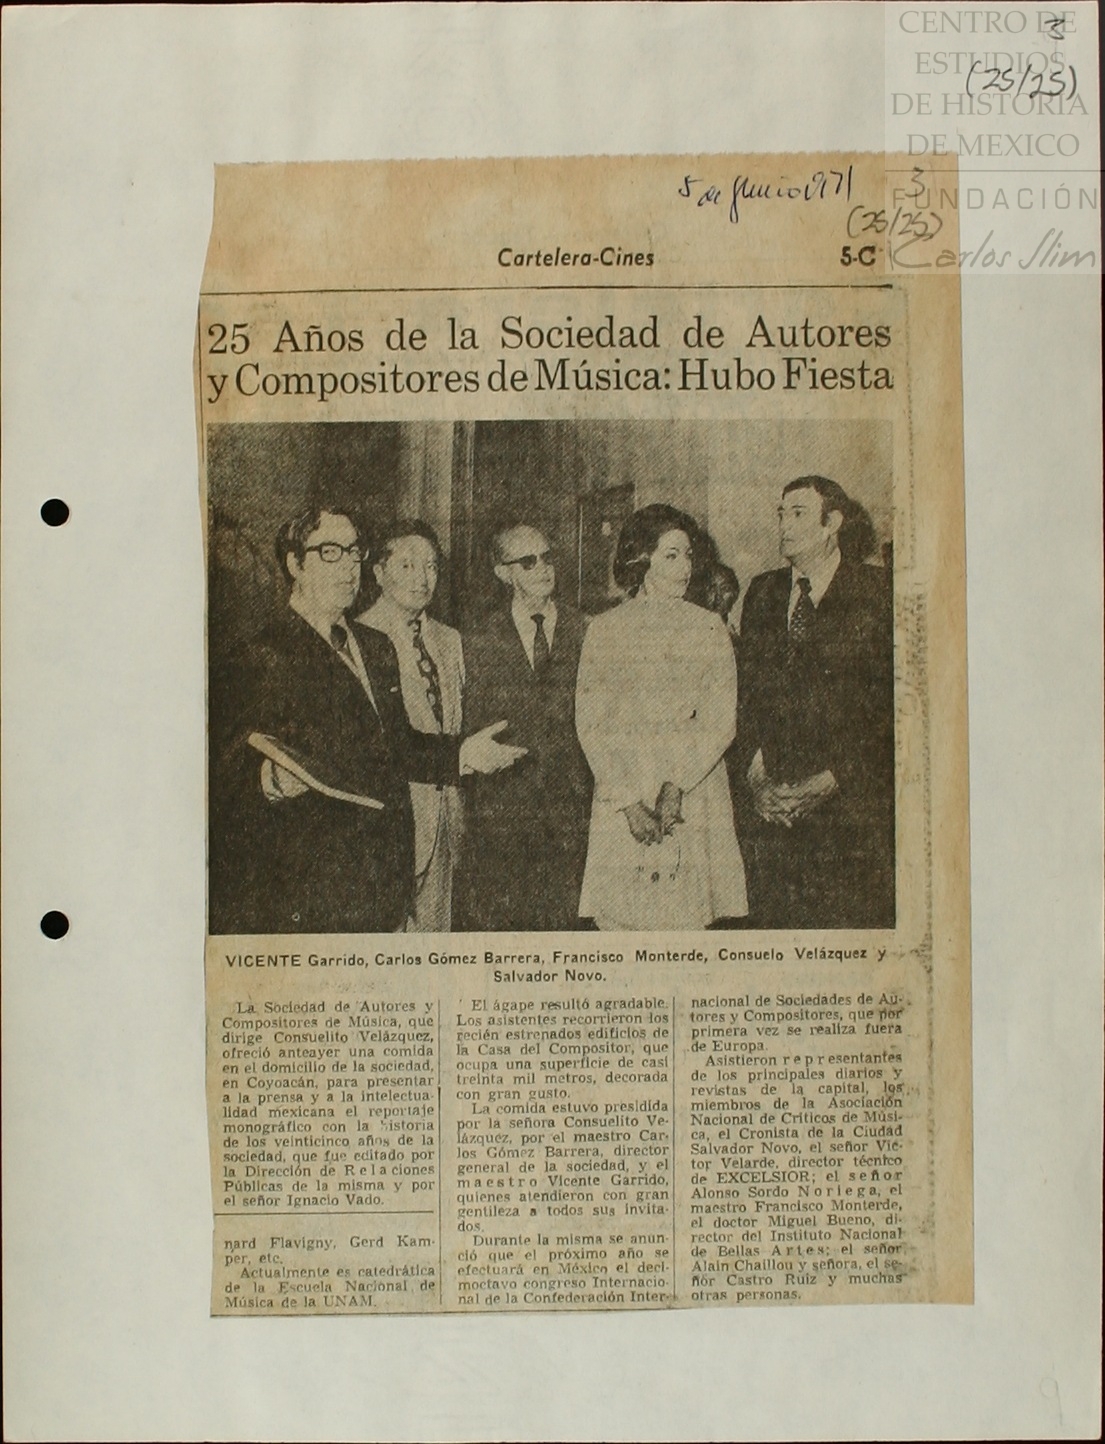 CENTRO DE
ESTUDIOS
DE HISTORIA
DE MEXICO
FUNDACIÓN
Carlos Slim
3
(25/25)
5 de Junio 1971
3
(25/25)
Cartelera-Cines
5-C
25 Años de la Sociedad de Autores
y Compositores de Música: Hubo Fiesta
VICENTE Garrido, Carlos Gómez Barrera, Francisco Monterde, Consuelo Velázquez y
Salvador Novo.
La Sociedad de Autores y
Compositores de Música, que
dirige Consuelito Velázquez,
ofreció anteayer una comida
en el domicilio de la sociedad,
en Coyoacán, para presentar
a la prensa y a la intelectua-
lidad mexicana el reportaje
monográfico con la historia
de los veinticinco años de la
sociedad, que fue editado por
la Dirección de Relaciones
Públicas de la misma y por
el señor Ignacio Vado.
nard Flavigny, Gerd Kam-
per, etc.
Actualmente es catedrática
de la Escuela Nacional de
Música de la UNAM.
El ágape resultó agradable.
Los asistentes recorrieron los
recién estrenados edificios de
la Casa del Compositor, que
ocupa una superficie de casi
treinta mil metros, decorada
con gran gusto.
La comida estuvo presidida
por la señora Consuelito Ve-
lázquez, por el maestro Car-
los Gómez Barrera, director
general de la sociedad, y el
maestro Vicente Garrido,
quienes atendieron con gran
gentileza a todos sus invita-
dos.
Durante la misma se anun-
ció que el próximo año se
efectuará en México el deci-
moctavo congreso Internacio-
nal de la Confederación Inter-
nacional de Sociedades de Au-
tores y Compositores, que por
primera vez se realiza fuera
de Europa.
Asistieron representantes
de los principales diarios y
revistas de la capital, los
miembros de la Asociación
Nacional de Críticos de Músi-
ca, el Cronista de la Ciudad
Salvador Novo, el señor Víc-
tor Velarde, director técnico
de EXCELSIOR; el señor
Alonso Sordo Noriega, el
maestro Francisco Monterde,
el doctor Miguel Bueno, di-
rector del Instituto Nacional
de Bellas Artes; el señor
Alain Chaillou y señora, el se-
ñor Castro Ruiz y muchas
otras personas.
9